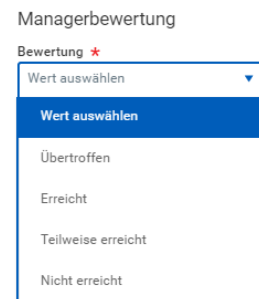 Managerbewertung
Bewertung *
Wert auswählen
Wert auswählen
Übertroffen
Erreicht
Teilweise erreicht
Nicht erreicht